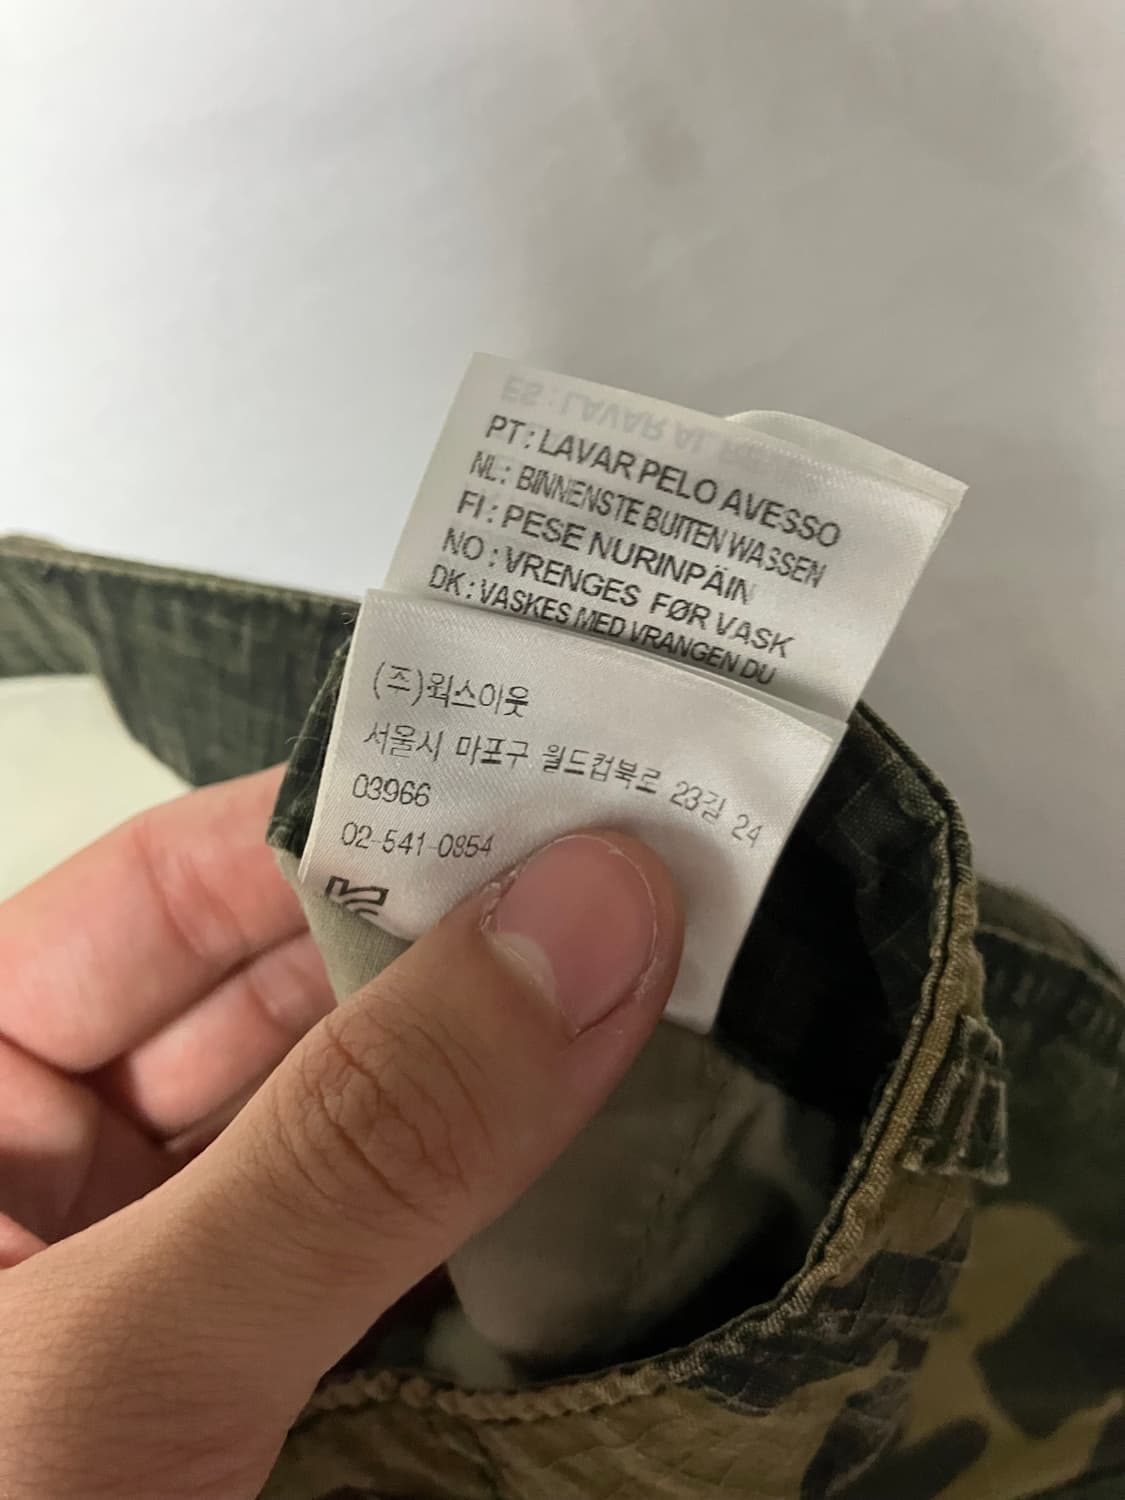 PT : LAVAR PELO AVESSO
NL : BINNENSTE BUITEN WASSEN
FI : PESE NURINPÄIN
NO : VRENGES FØR VASK
DK : VASKES MED VRANGEN DU
(주)웍스아웃
서울시 마포구 월드컵북로 23길 24
03966
02-541-0854